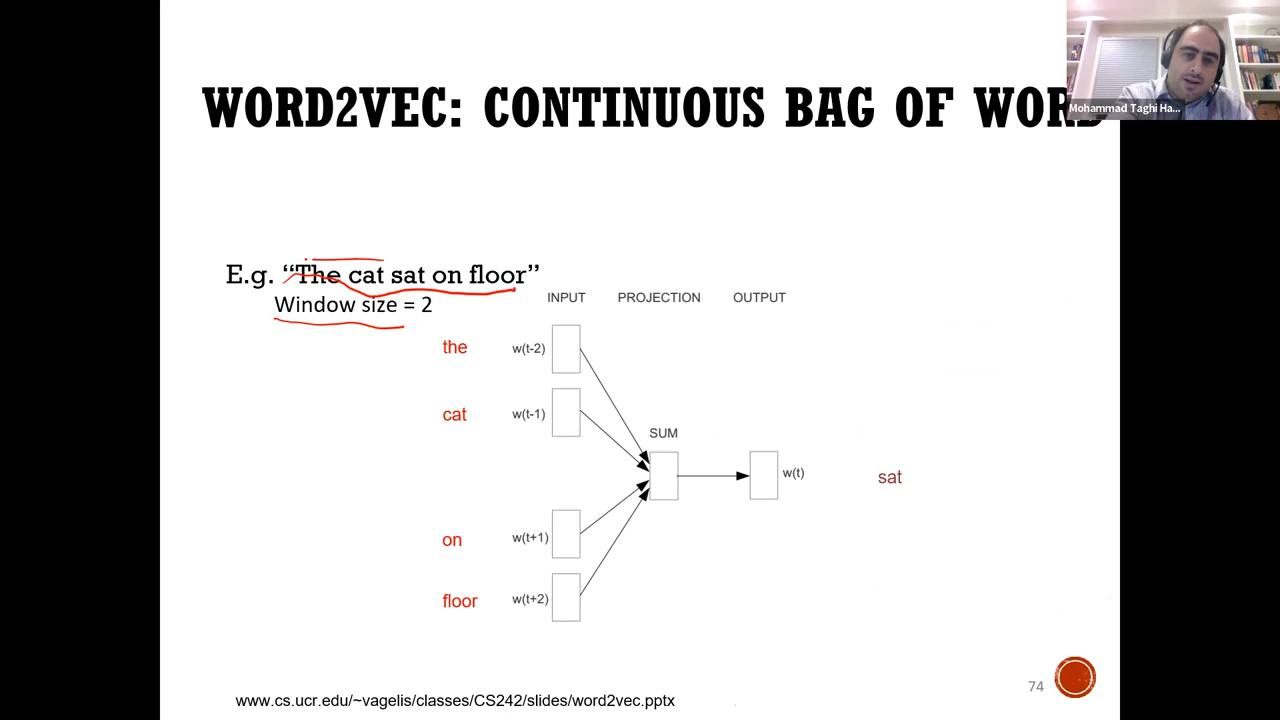 WORD2VEC: CONTINUOUS BAG OF WORD
Mohammad Taghi Ha...
E.g. “The cat sat on floor”
Window size = 2
INPUT PROJECTION OUTPUT
the w(t-2)
cat w(t-1)
SUM
w(t) sat
on w(t+1)
floor w(t+2)
74
www.cs.ucr.edu/~vagelis/classes/CS242/slides/word2vec.pptx